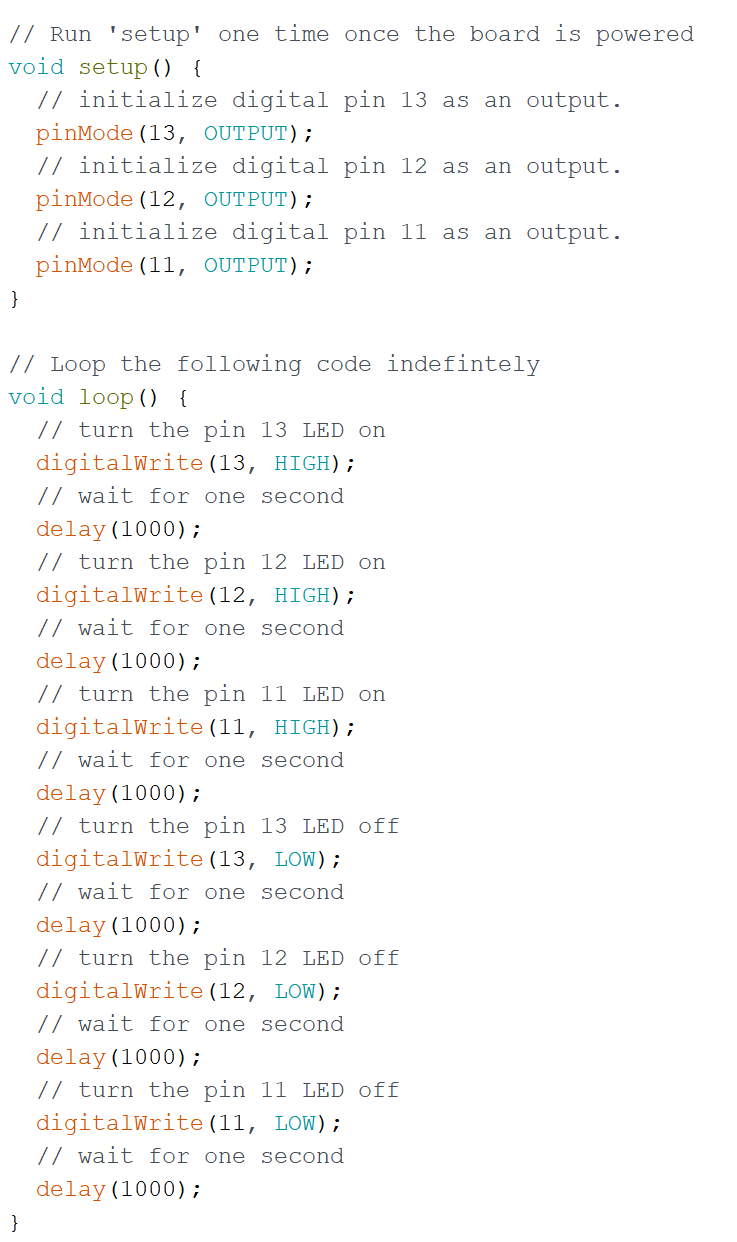 // Run 'setup' one time once the board is powered
void setup() {
  // initialize digital pin 13 as an output.
  pinMode(13, OUTPUT);
  // initialize digital pin 12 as an output.
  pinMode(12, OUTPUT);
  // initialize digital pin 11 as an output.
  pinMode(11, OUTPUT);
}

// Loop the following code indefintely
void loop() {
  // turn the pin 13 LED on
  digitalWrite(13, HIGH);
  // wait for one second
  delay(1000);
  // turn the pin 12 LED on
  digitalWrite(12, HIGH);
  // wait for one second
  delay(1000);
  // turn the pin 11 LED on
  digitalWrite(11, HIGH);
  // wait for one second
  delay(1000);
  // turn the pin 13 LED off
  digitalWrite(13, LOW);
  // wait for one second
  delay(1000);
  // turn the pin 12 LED off
  digitalWrite(12, LOW);
  // wait for one second
  delay(1000);
  // turn the pin 11 LED off
  digitalWrite(11, LOW);
  // wait for one second
  delay(1000);
}